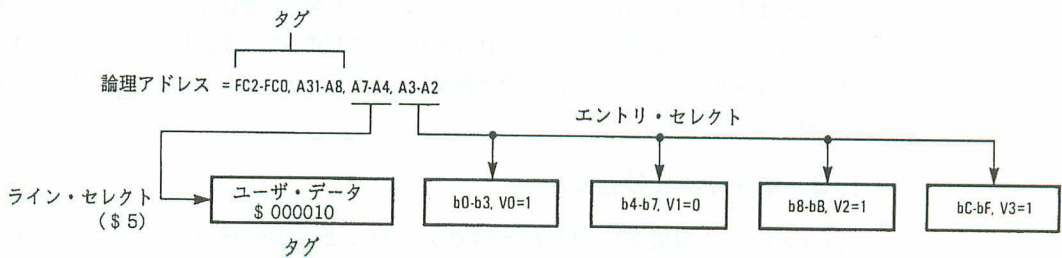 タグ
論理アドレス = FC2-FC0, A31-A8, A7-A4, A3-A2
エントリ・セレクト
ライン・セレクト
($5)
ユーザ・データ
$ 000010
b0-b3, V0=1
b4-b7, V1=0
b8-bB, V2=1
bC-bF, V3=1
タグ